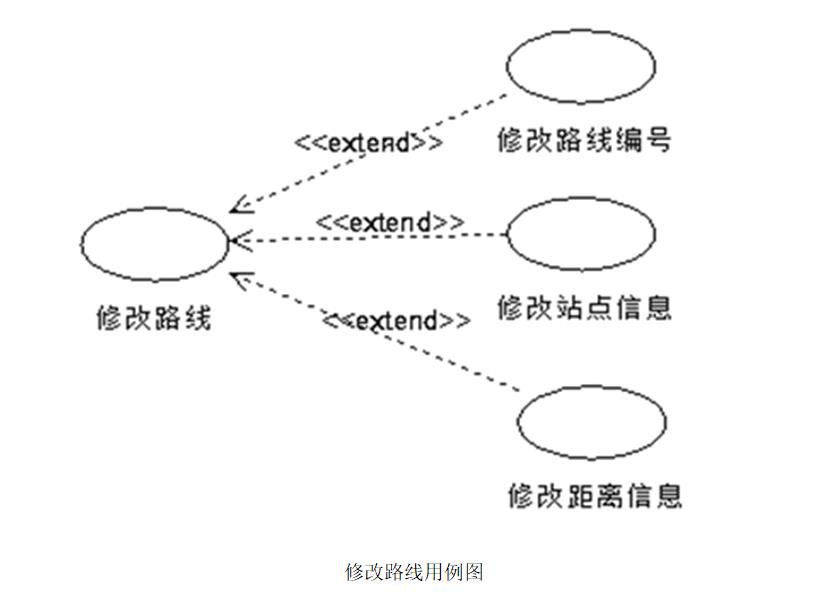 修改路线编号
<<extend>>
<<extend>>
修改路线
修改站点信息
<<extend>>
修改距离信息
修改路线用例图